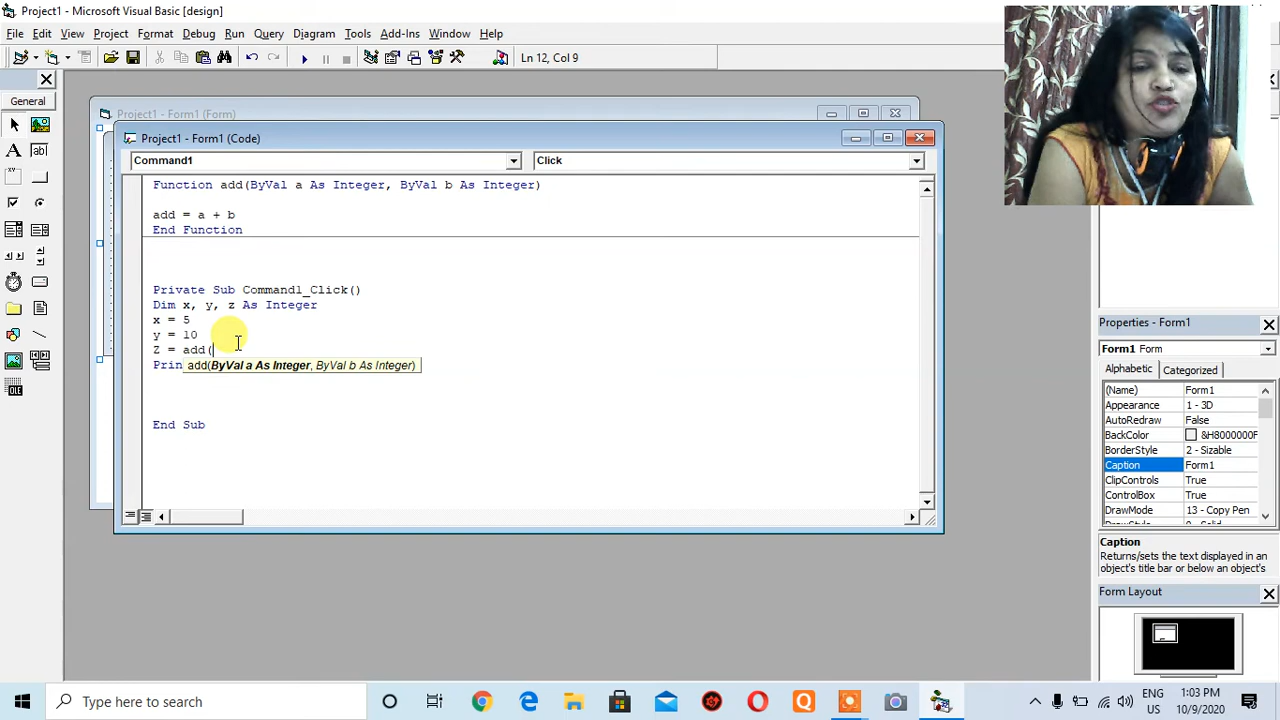 Project1 - Microsoft Visual Basic [design]
File Edit View Project Format Debug Run Query Diagram Tools Add-Ins Window Help
Ln 12, Col 9
General
Project1 - Form1 (Form)
Project1 - Form1 (Code)
Command1 Click
Function add(ByVal a As Integer, ByVal b As Integer)
add = a + b
End Function
Private Sub Command1_Click()
Dim x, y, z As Integer
x = 5
y = 10
Z = add(
Prin add(ByVal a As Integer, ByVal b As Integer)
End Sub
Properties - Form1
Form1 Form
Alphabetic Categorized
(Name) Form1
Appearance 1 - 3D
AutoRedraw False
BackColor &H8000000F
BorderStyle 2 - Sizable
Caption Form1
ClipControls True
ControlBox True
DrawMode 13 - Copy Pen
DrawStyle 0 - Solid
Caption
Returns/sets the text displayed in an
object's title bar or below an object's
Form Layout
Type here to search
ENG
US
1:03 PM
10/9/2020